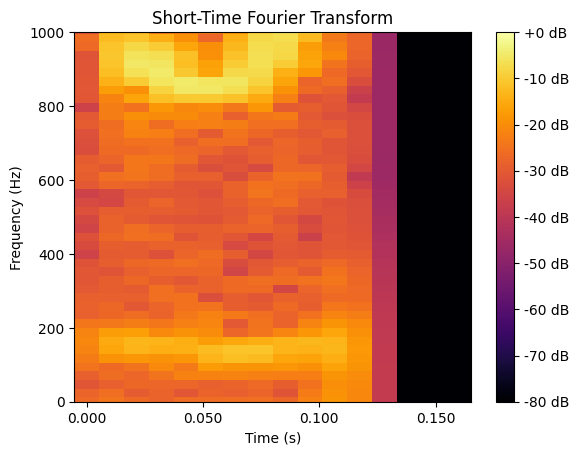 Short-Time Fourier Transform
1000
800
600
400
200
0
Frequency (Hz)
0.000
0.050
0.100
0.150
Time (s)
+0 dB
-10 dB
-20 dB
-30 dB
-40 dB
-50 dB
-60 dB
-70 dB
-80 dB